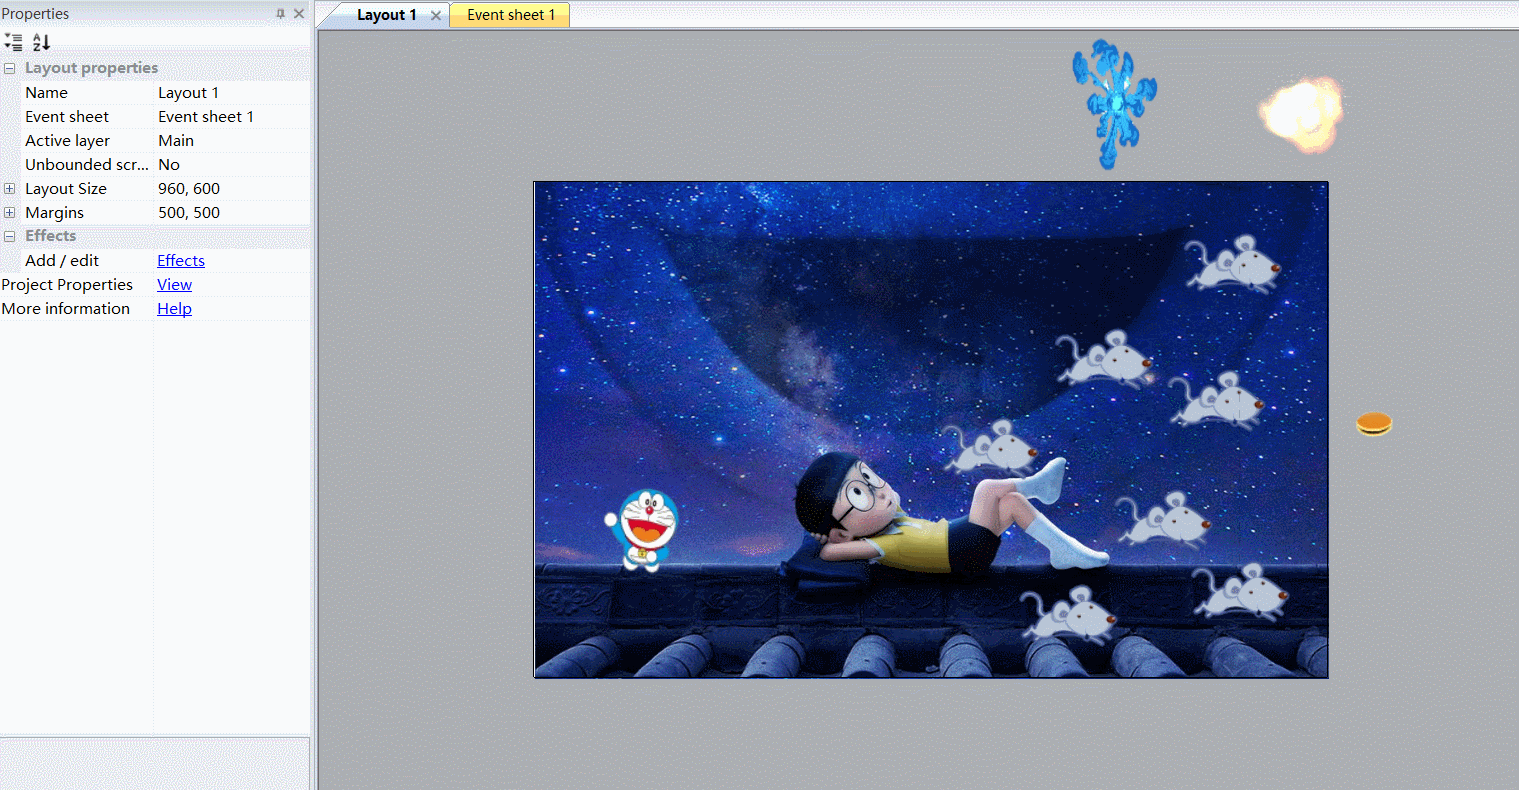 Properties
Layout 1
Event sheet 1
Layout properties
Name Layout 1
Event sheet Event sheet 1
Active layer Main
Unbounded scr... No
Layout Size 960, 600
Margins 500, 500
Effects
Add / edit Effects
Project Properties View
More information Help